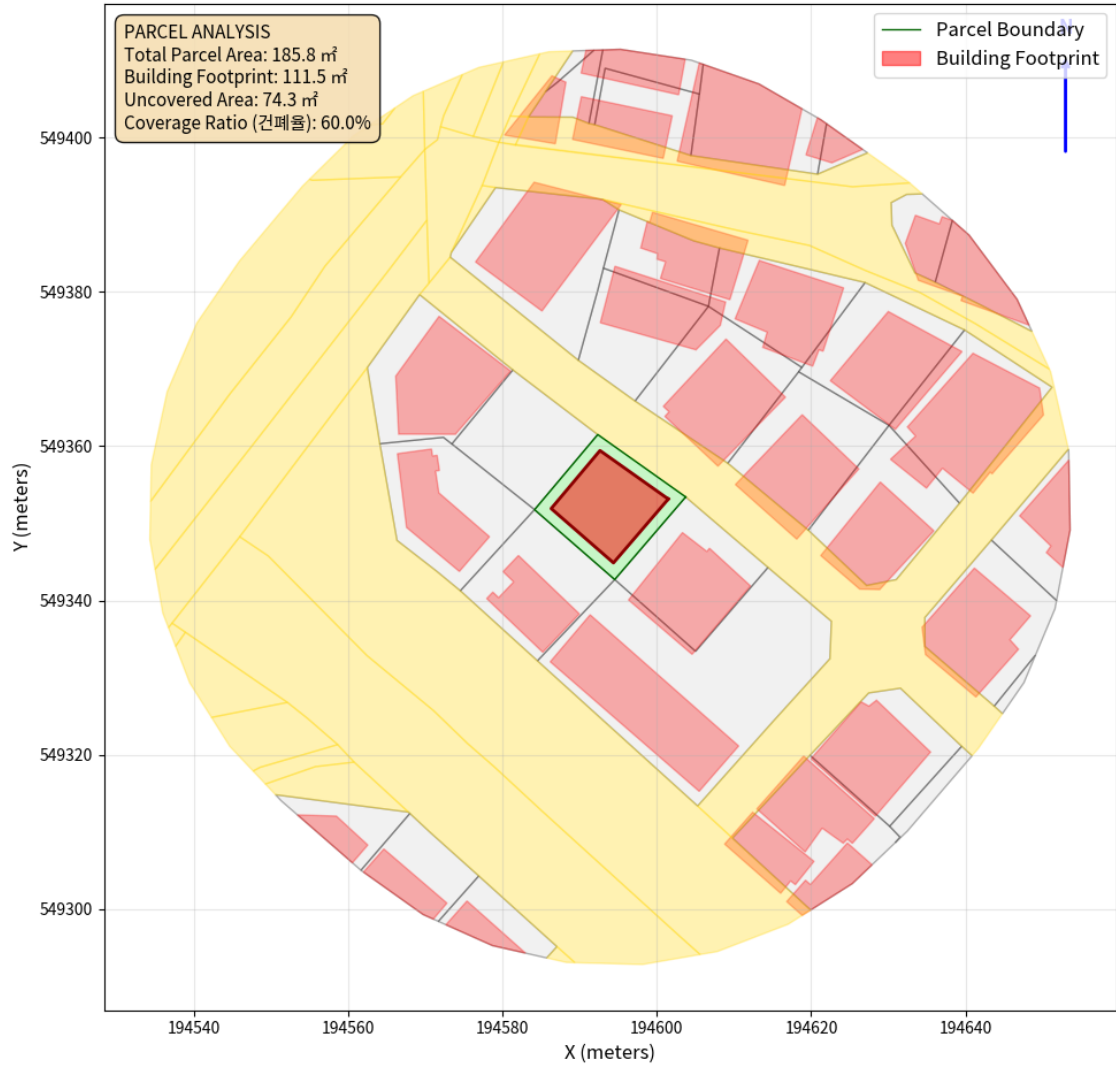 PARCEL ANALYSIS
Total Parcel Area: 185.8 ㎡
Building Footprint: 111.5 ㎡
Uncovered Area: 74.3 ㎡
Coverage Ratio (건폐율): 60.0%
Parcel Boundary
Building Footprint
N
549400
549380
549360
549340
549320
549300
Y (meters)
194540
194560
194580
194600
194620
194640
X (meters)